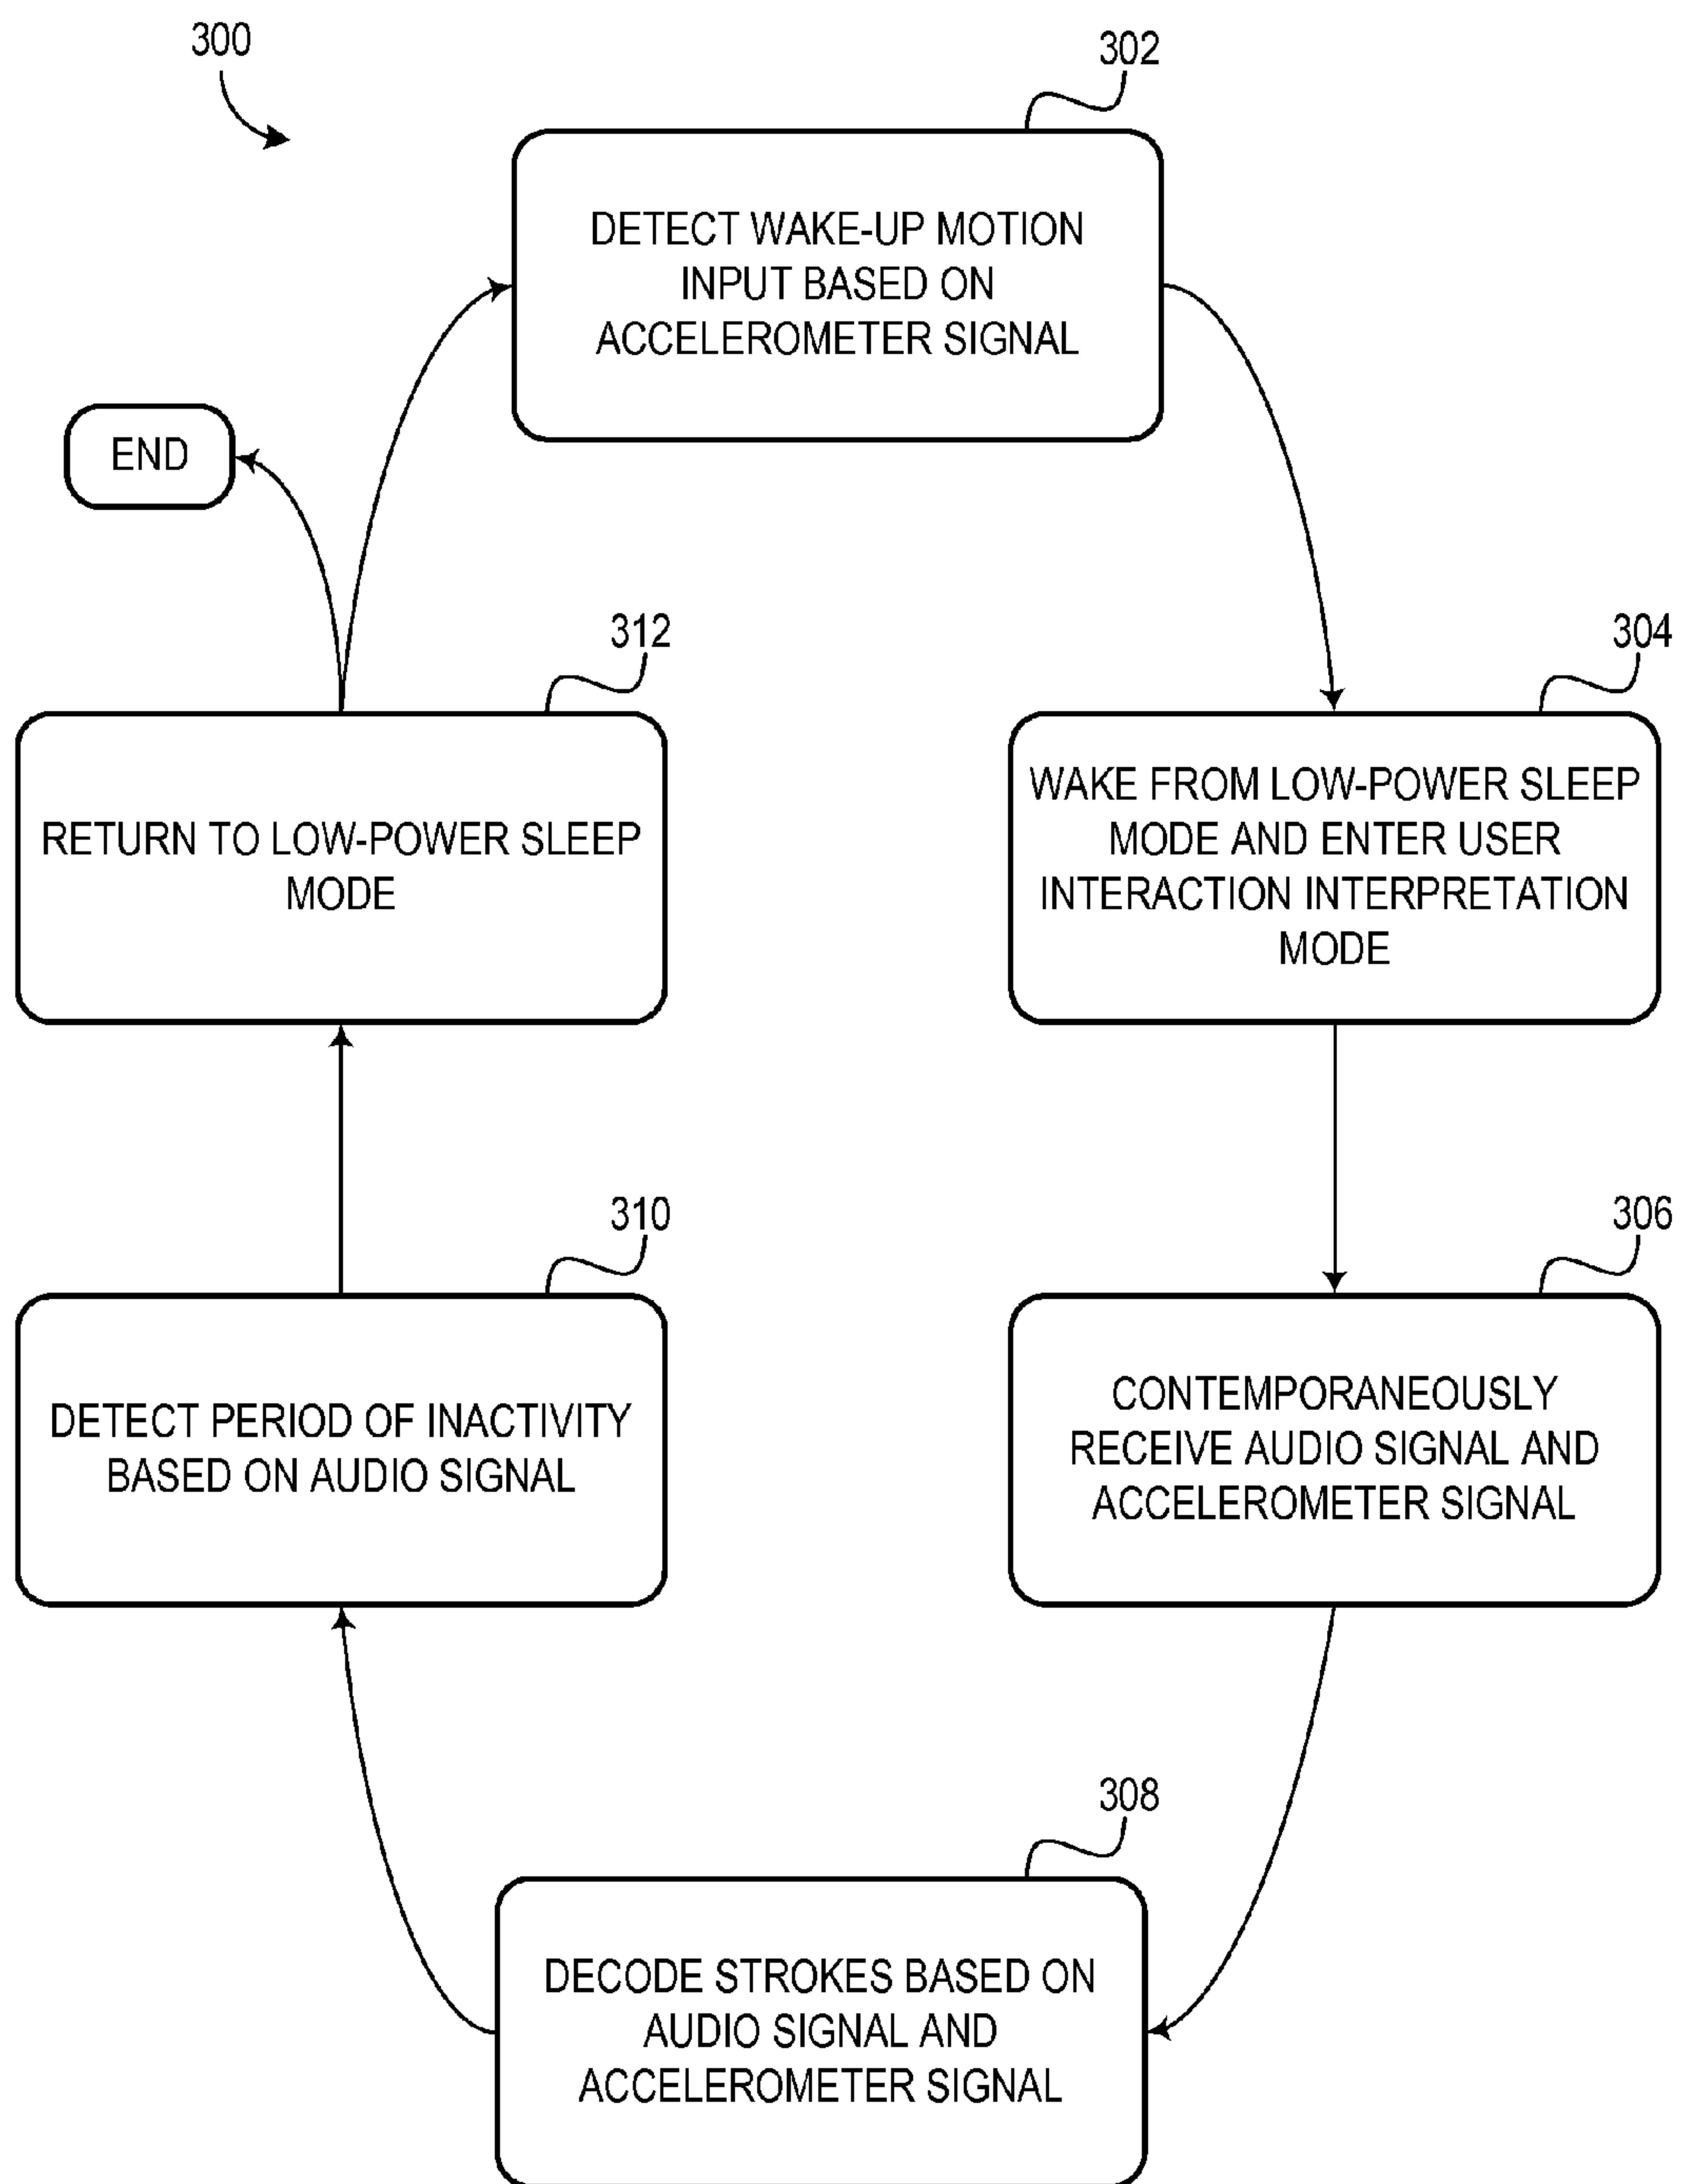 300
302
DETECT WAKE-UP MOTION
INPUT BASED ON
ACCELEROMETER SIGNAL
END
304
WAKE FROM LOW-POWER SLEEP
MODE AND ENTER USER
INTERACTION INTERPRETATION
MODE
312
RETURN TO LOW-POWER SLEEP
MODE
306
CONTEMPORANEOUSLY
RECEIVE AUDIO SIGNAL AND
ACCELEROMETER SIGNAL
310
DETECT PERIOD OF INACTIVITY
BASED ON AUDIO SIGNAL
308
DECODE STROKES BASED ON
AUDIO SIGNAL AND
ACCELEROMETER SIGNAL